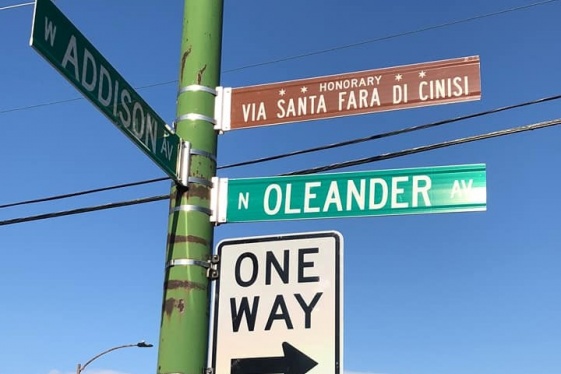 W ADDISON AV
HONORARY
VIA SANTA FARA DI CINISI
N OLEANDER AV
ONE
WAY